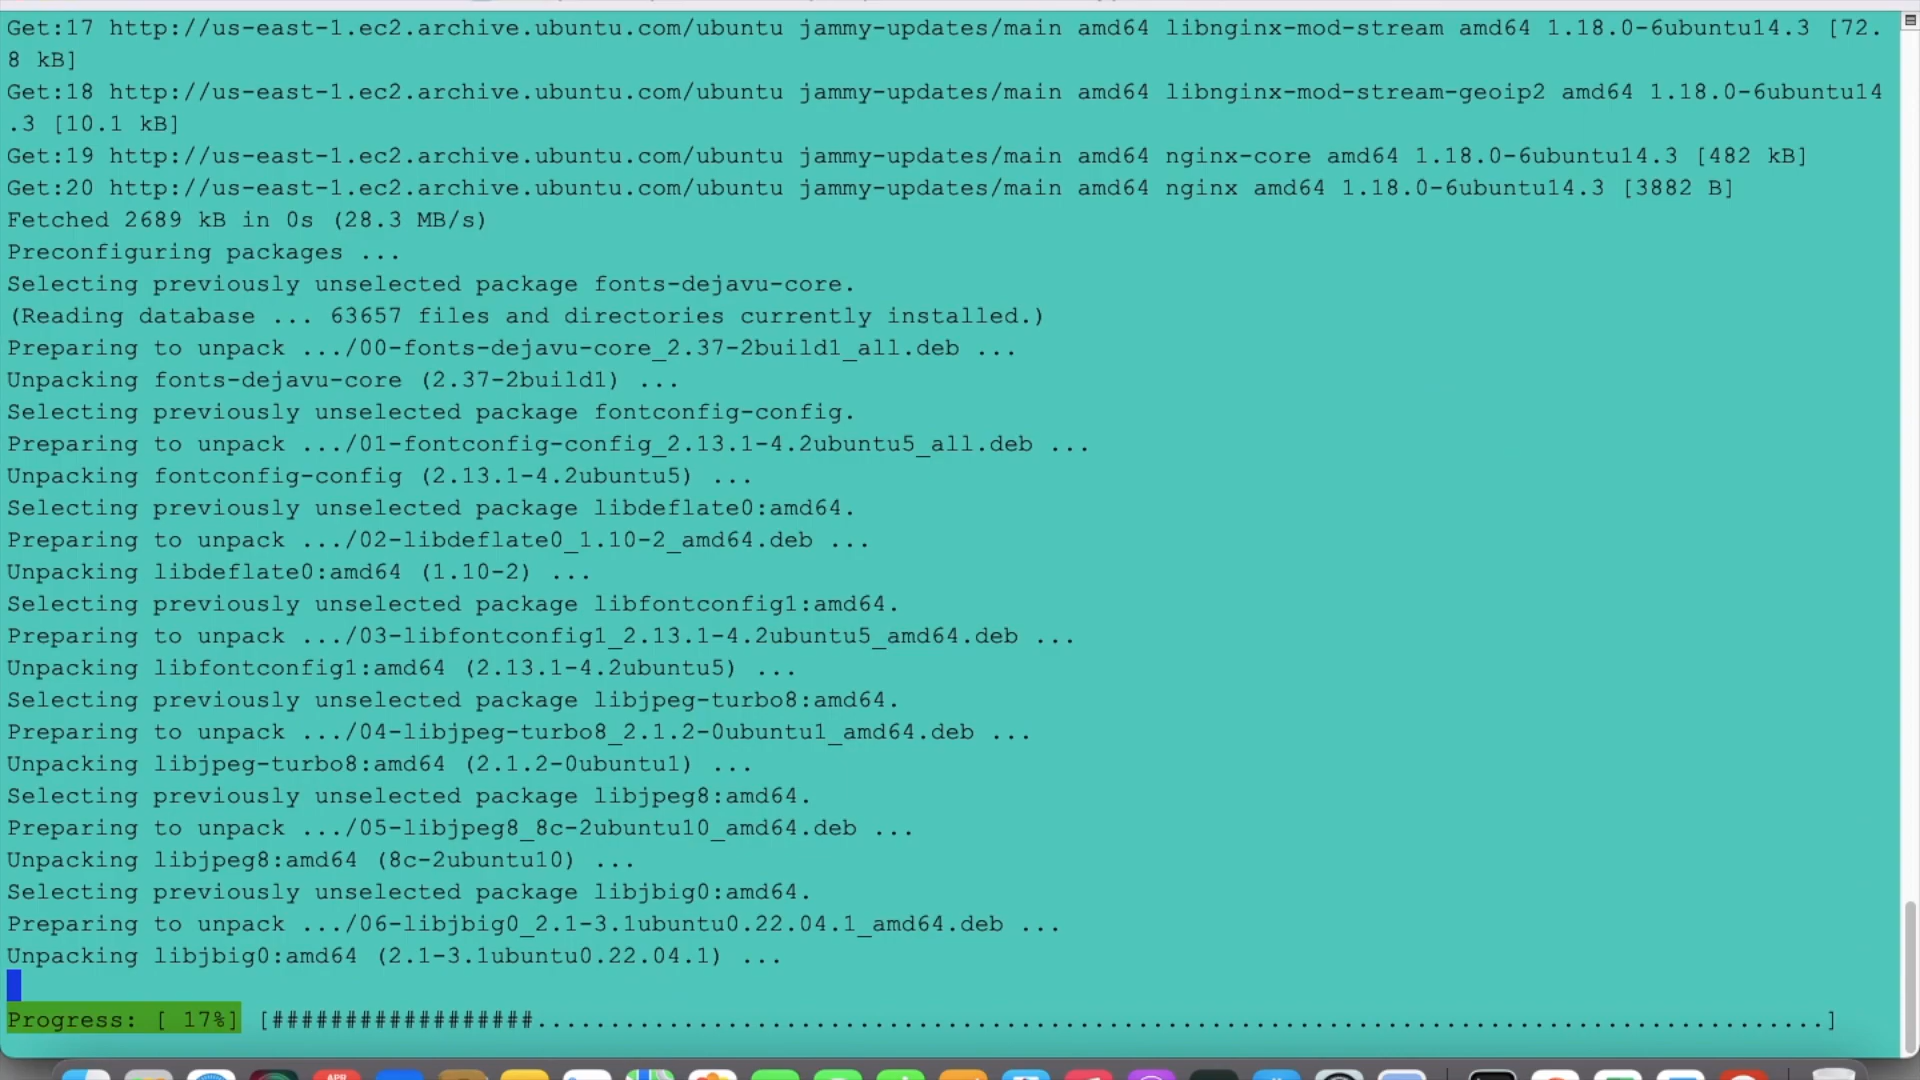 Get:17 http://us-east-1.ec2.archive.ubuntu.com/ubuntu jammy-updates/main amd64 libnginx-mod-stream amd64 1.18.0-6ubuntu14.3 [72.
8 kB]
Get:18 http://us-east-1.ec2.archive.ubuntu.com/ubuntu jammy-updates/main amd64 libnginx-mod-stream-geoip2 amd64 1.18.0-6ubuntu14
.3 [10.1 kB]
Get:19 http://us-east-1.ec2.archive.ubuntu.com/ubuntu jammy-updates/main amd64 nginx-core amd64 1.18.0-6ubuntu14.3 [482 kB]
Get:20 http://us-east-1.ec2.archive.ubuntu.com/ubuntu jammy-updates/main amd64 nginx amd64 1.18.0-6ubuntu14.3 [3882 B]
Fetched 2689 kB in 0s (28.3 MB/s)
Preconfiguring packages ...
Selecting previously unselected package fonts-dejavu-core.
(Reading database ... 63657 files and directories currently installed.)
Preparing to unpack .../00-fonts-dejavu-core_2.37-2build1_all.deb ...
Unpacking fonts-dejavu-core (2.37-2build1) ...
Selecting previously unselected package fontconfig-config.
Preparing to unpack .../01-fontconfig-config_2.13.1-4.2ubuntu5_all.deb ...
Unpacking fontconfig-config (2.13.1-4.2ubuntu5) ...
Selecting previously unselected package libdeflate0:amd64.
Preparing to unpack .../02-libdeflate0_1.10-2_amd64.deb ...
Unpacking libdeflate0:amd64 (1.10-2) ...
Selecting previously unselected package libfontconfig1:amd64.
Preparing to unpack .../03-libfontconfig1_2.13.1-4.2ubuntu5_amd64.deb ...
Unpacking libfontconfig1:amd64 (2.13.1-4.2ubuntu5) ...
Selecting previously unselected package libjpeg-turbo8:amd64.
Preparing to unpack .../04-libjpeg-turbo8_2.1.2-0ubuntu1_amd64.deb ...
Unpacking libjpeg-turbo8:amd64 (2.1.2-0ubuntu1) ...
Selecting previously unselected package libjpeg8:amd64.
Preparing to unpack .../05-libjpeg8_8c-2ubuntu10_amd64.deb ...
Unpacking libjpeg8:amd64 (8c-2ubuntu10) ...
Selecting previously unselected package libjbig0:amd64.
Preparing to unpack .../06-libjbig0_2.1-3.1ubuntu0.22.04.1_amd64.deb ...
Unpacking libjbig0:amd64 (2.1-3.1ubuntu0.22.04.1) ...
Progress: [ 17%] [##################........................................................................................]
APR